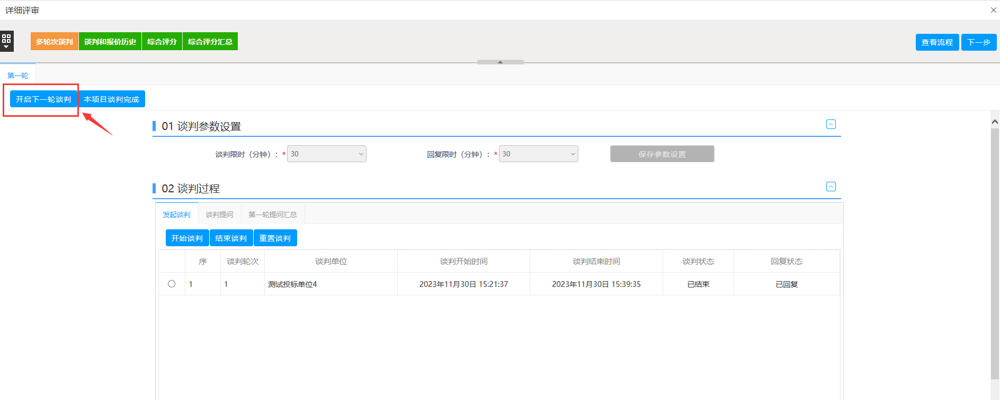 详细评审
多轮次谈判 谈判和报价历史 综合评分 综合评分汇总 查看流程 下一步
第一轮
开启下一轮谈判 本项目谈判完成
01 谈判参数设置
谈判限时（分钟）：* 30 回复限时（分钟）：* 30 保存参数设置
02 谈判过程
发起谈判 谈判提问 第一轮提问汇总
开始谈判 结束谈判 重置谈判
序 谈判轮次 谈判单位 谈判开始时间 谈判结束时间 谈判状态 回复状态
1 1 测试投标单位4 2023年11月30日 15:21:37 2023年11月30日 15:39:35 已结束 已回复